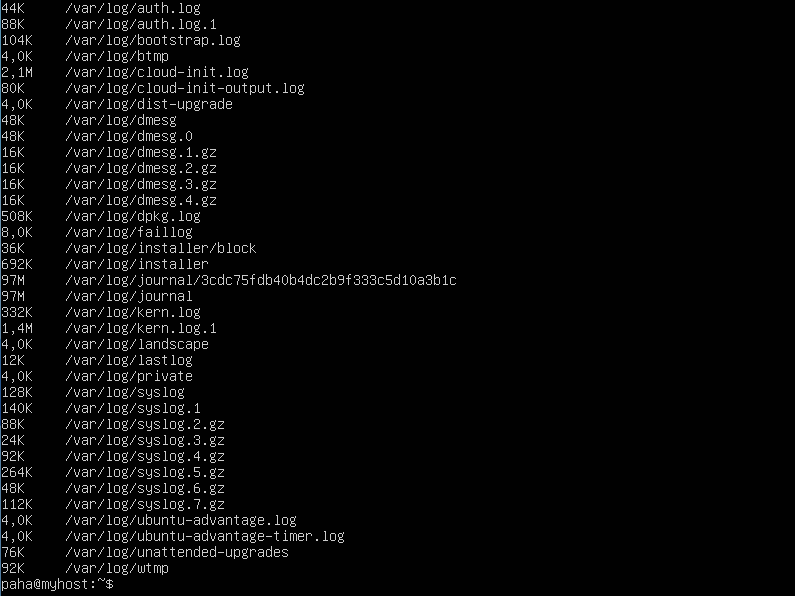 44K /var/log/auth.log
88K /var/log/auth.log.1
104K /var/log/bootstrap.log
4,0K /var/log/btmp
2,1M /var/log/cloud-init.log
80K /var/log/cloud-init-output.log
4,0K /var/log/dist-upgrade
48K /var/log/dmesg
48K /var/log/dmesg.0
16K /var/log/dmesg.1.gz
16K /var/log/dmesg.2.gz
16K /var/log/dmesg.3.gz
16K /var/log/dmesg.4.gz
508K /var/log/dpkg.log
8,0K /var/log/faillog
36K /var/log/installer/block
692K /var/log/installer
97M /var/log/journal/3cdc75fdb40b4dc2b9f333c5d10a3b1c
97M /var/log/journal
332K /var/log/kern.log
1,4M /var/log/kern.log.1
4,0K /var/log/landscape
12K /var/log/lastlog
4,0K /var/log/private
128K /var/log/syslog
140K /var/log/syslog.1
88K /var/log/syslog.2.gz
24K /var/log/syslog.3.gz
92K /var/log/syslog.4.gz
264K /var/log/syslog.5.gz
48K /var/log/syslog.6.gz
112K /var/log/syslog.7.gz
4,0K /var/log/ubuntu-advantage.log
4,0K /var/log/ubuntu-advantage-timer.log
76K /var/log/unattended-upgrades
92K /var/log/wtmp
paha@myhost:~$